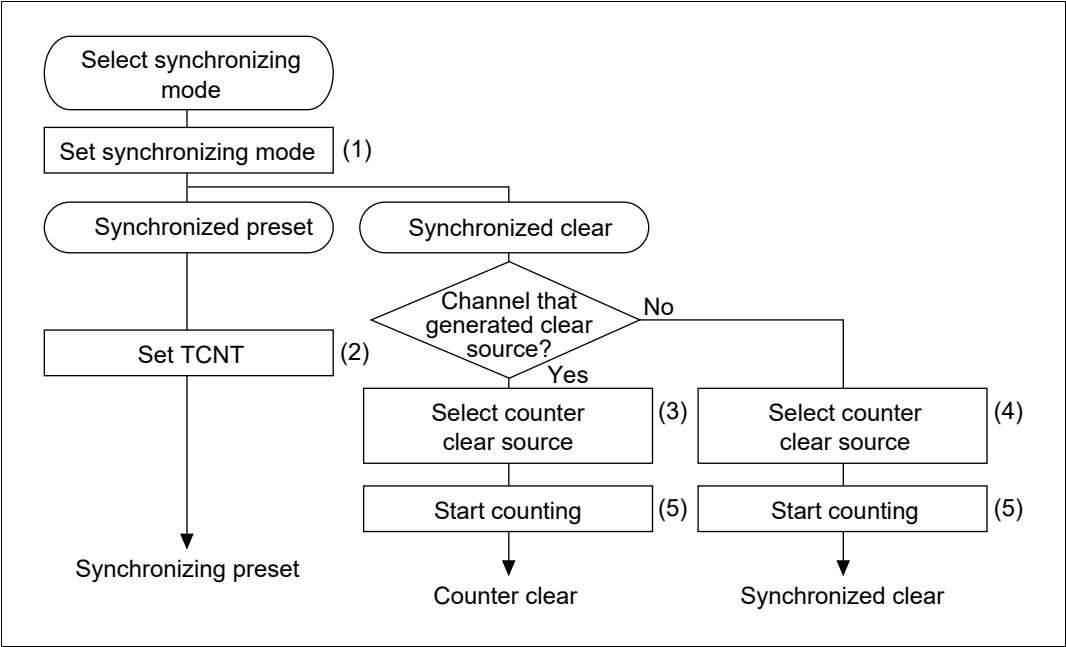 Select synchronizing
mode
Set synchronizing mode (1)
Synchronized preset
Synchronized clear
Channel that
generated clear
source?
No
Yes
Set TCNT (2)
Select counter
clear source
(3)
Select counter
clear source
(4)
Start counting (5)
Start counting (5)
Synchronizing preset
Counter clear
Synchronized clear